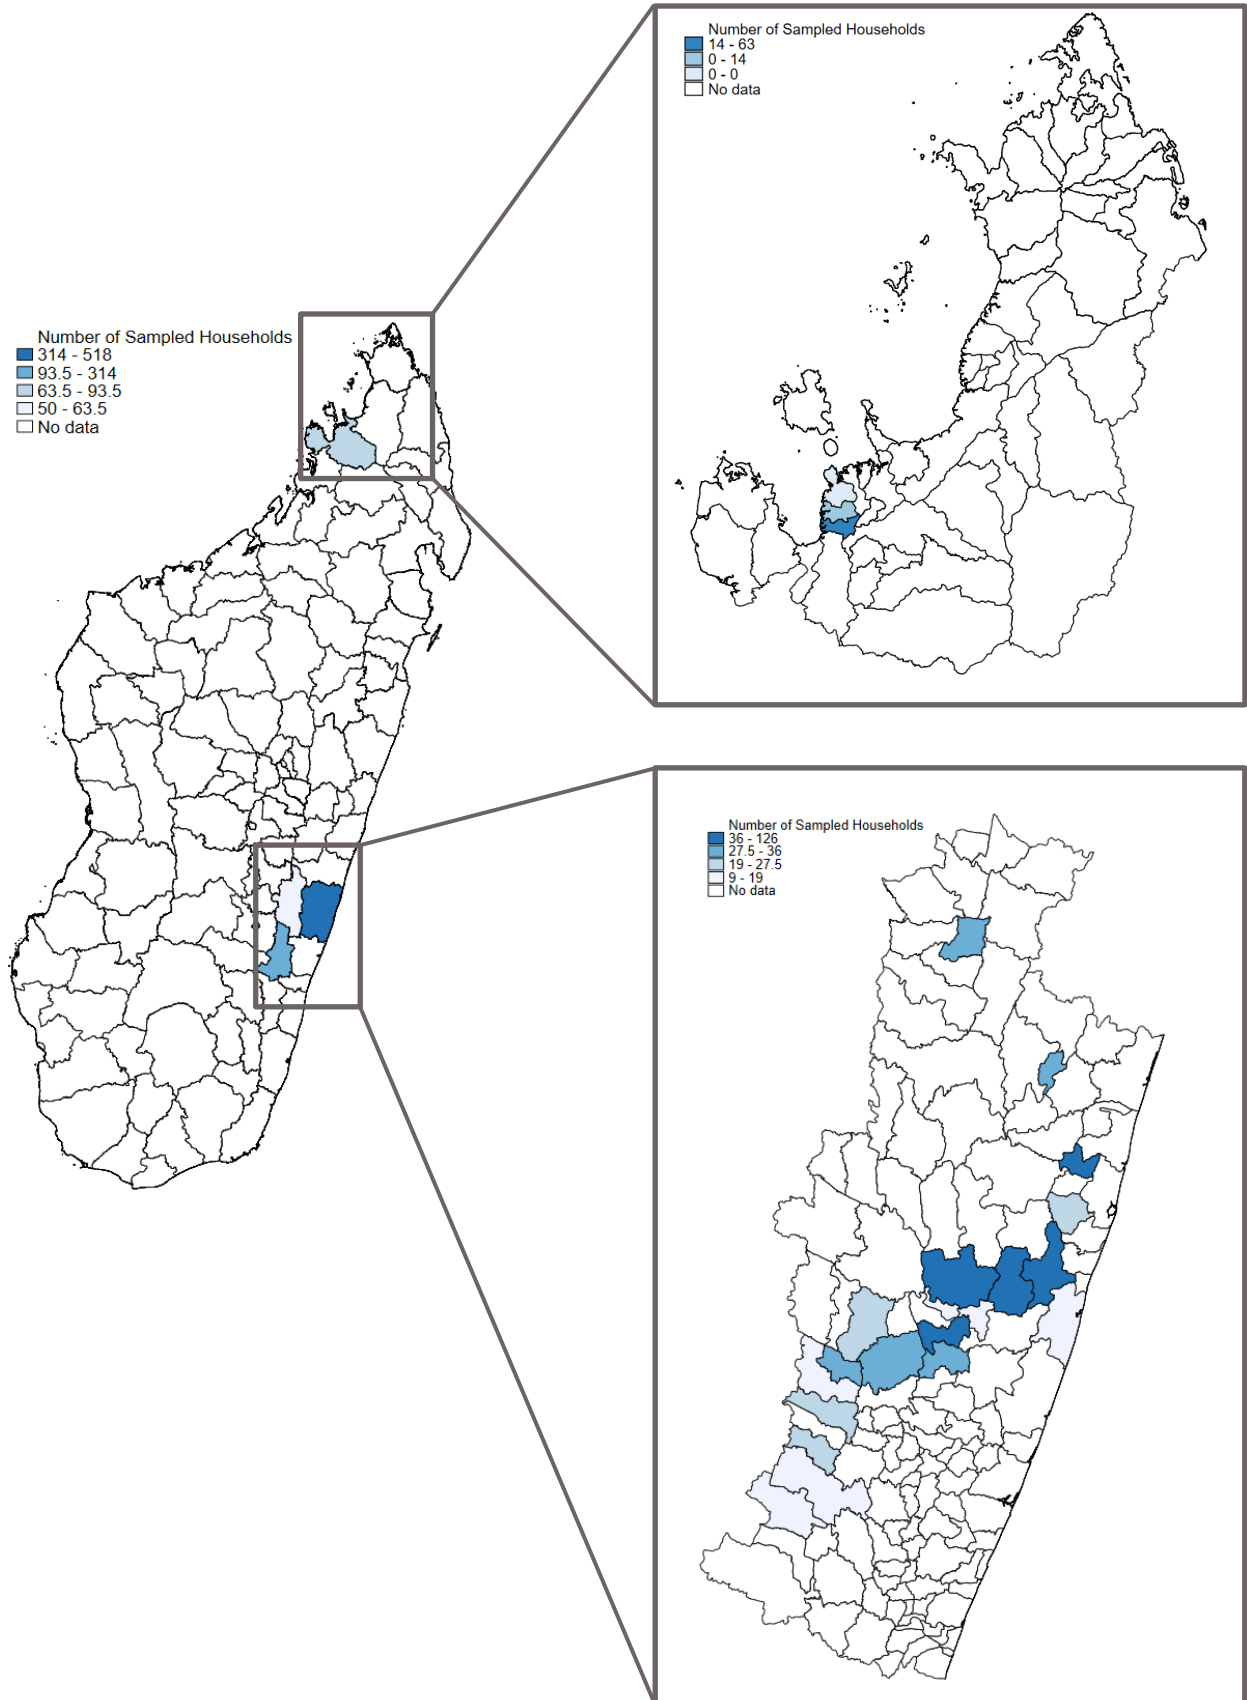 Number of Sampled Households
14 - 63
0 - 14
0 - 0
No data
Number of Sampled Households
314 - 518
93.5 - 314
63.5 - 93.5
50 - 63.5
No data
Number of Sampled Households
36 - 126
27.5 - 36
19 - 27.5
9 - 19
No data